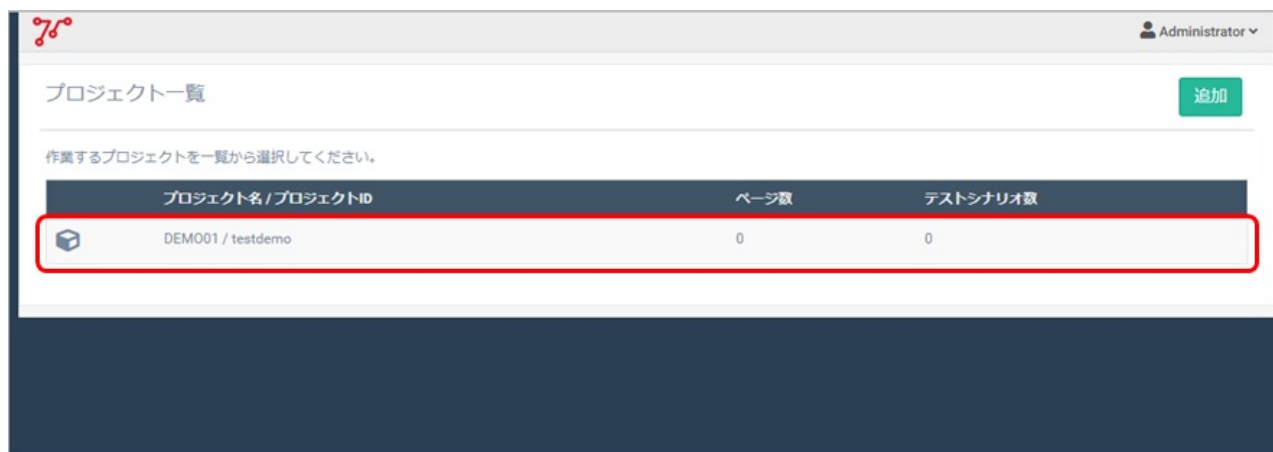 Administrator
プロジェクト一覧
追加
作業するプロジェクトを一覧から選択してください。
プロジェクト名 / プロジェクトID ページ数 テストシナリオ数
DEMO01 / testdemo 0 0